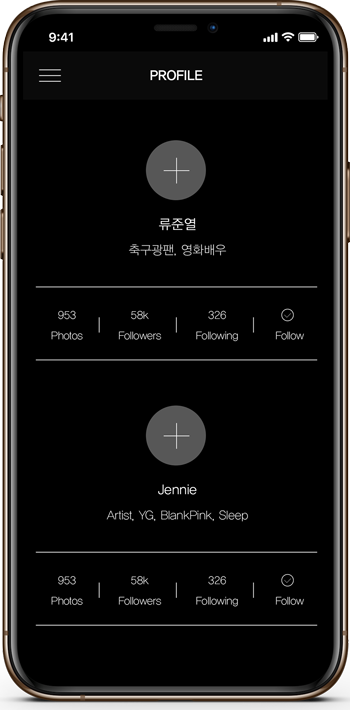 9:41
PROFILE
류준열
축구광팬, 영화배우
953 58k 326
Photos Followers Following Follow
Jennie
Artist, YG, BlankPink, Sleep
953 58k 326
Photos Followers Following Follow